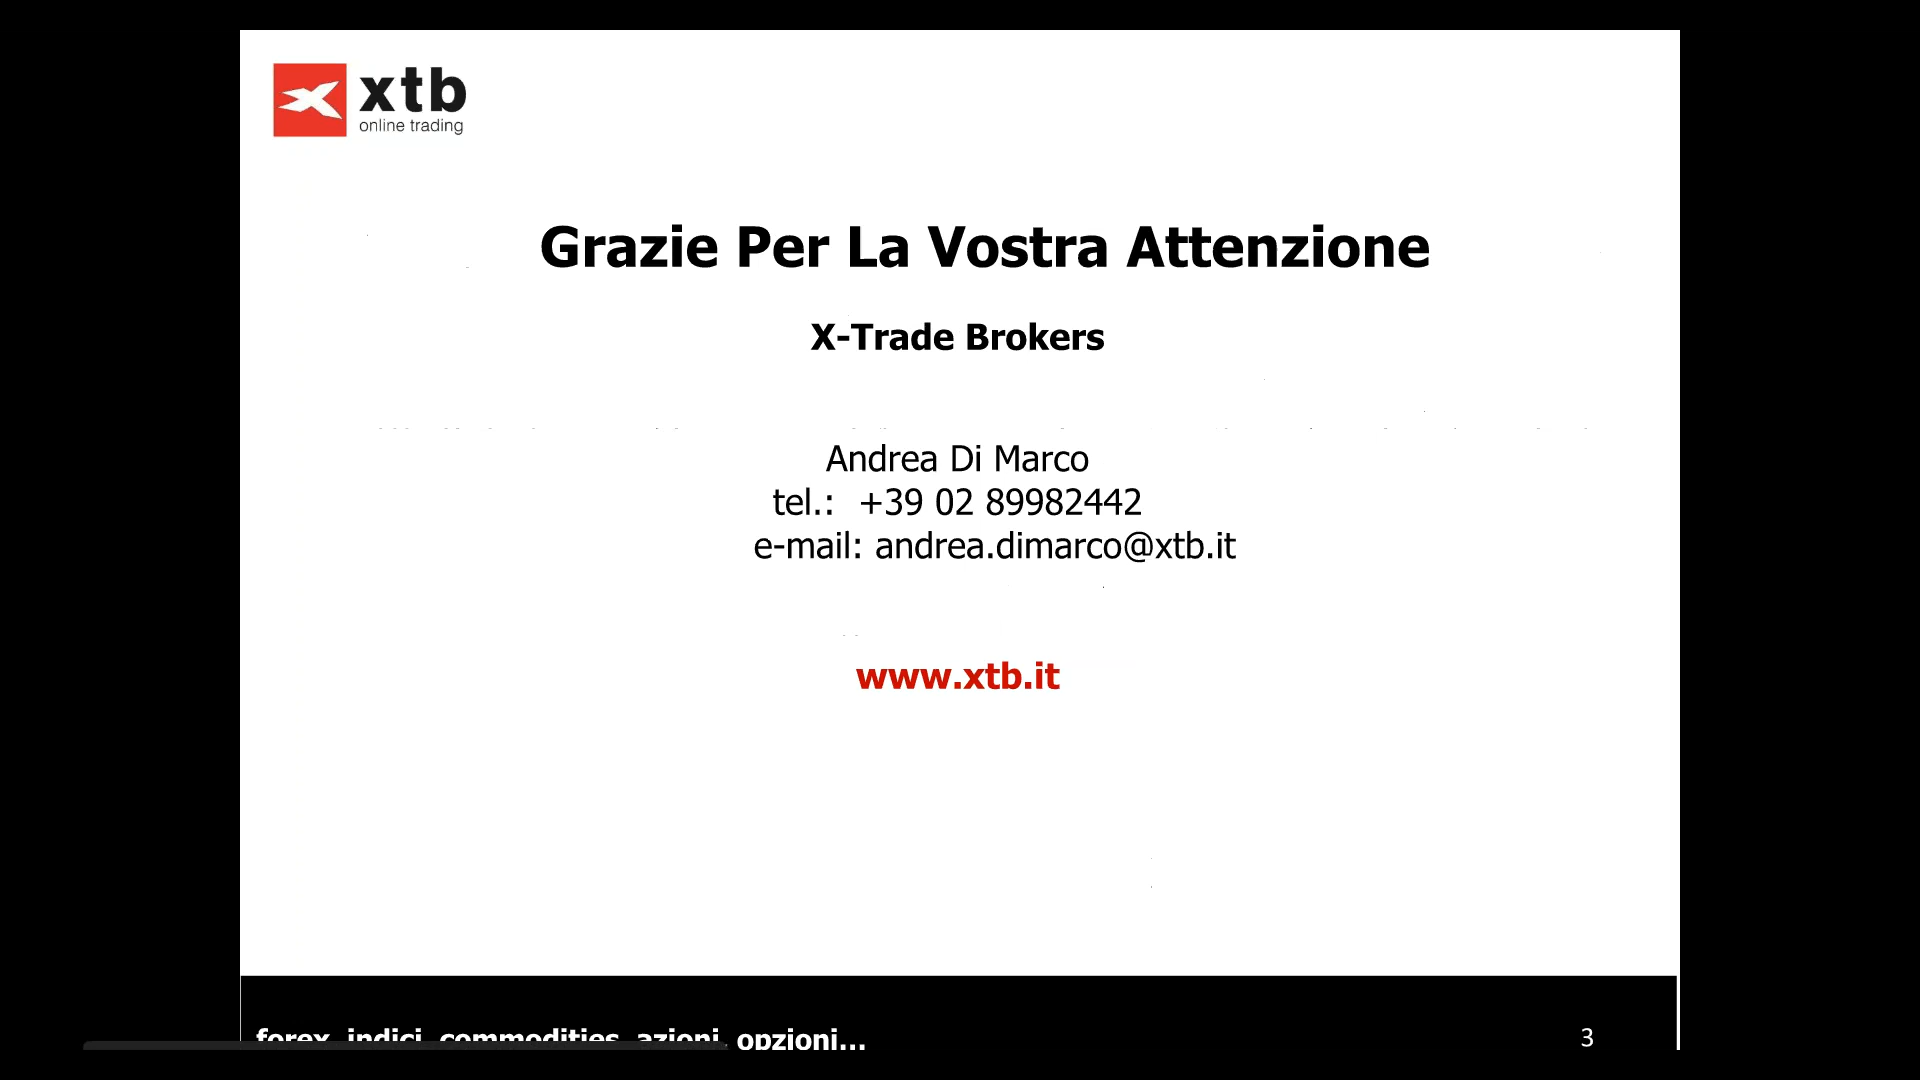 xtb
online trading
Grazie Per La Vostra Attenzione
X-Trade Brokers
Andrea Di Marco
tel.: +39 02 89982442
e-mail: andrea.dimarco@xtb.it
www.xtb.it
forex, indici, commodities, azioni, opzioni...
3